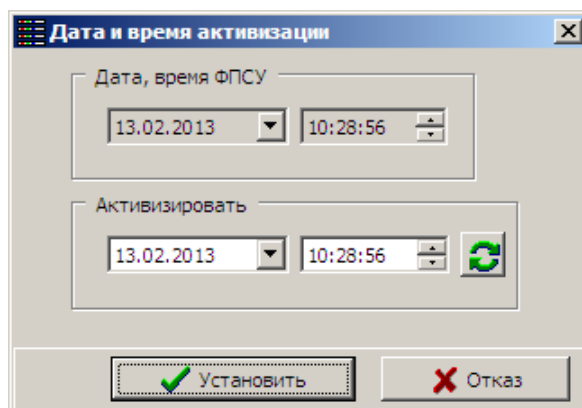 Дата и время активизации
Дата, время ФПСУ
13.02.2013 10:28:56
Активизировать
13.02.2013 10:28:56
Установить Отказ